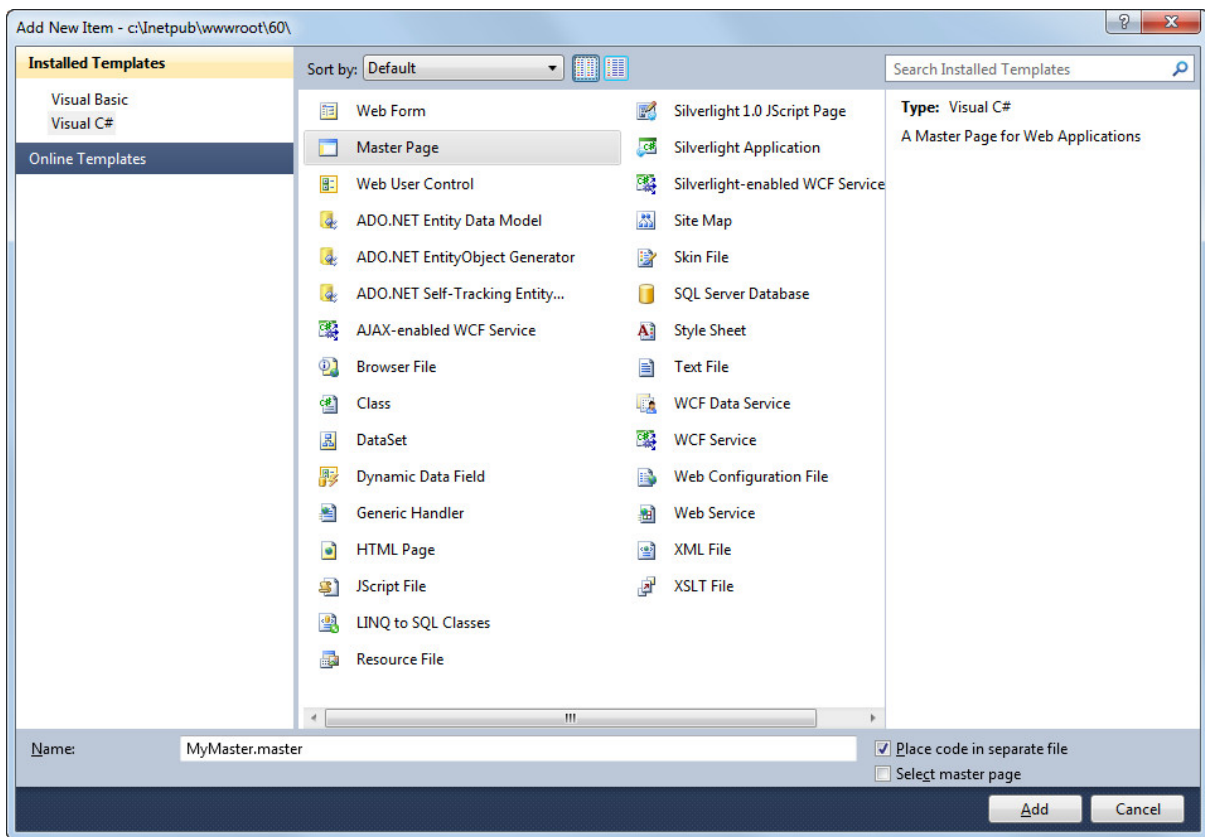 Add New Item - c:\Inetpub\wwwroot\60\
Installed Templates
Visual Basic
Visual C#
Online Templates
Sort by: Default
Web Form
Master Page
Web User Control
ADO.NET Entity Data Model
ADO.NET EntityObject Generator
ADO.NET Self-Tracking Entity...
AJAX-enabled WCF Service
Browser File
Class
DataSet
Dynamic Data Field
Generic Handler
HTML Page
JScript File
LINQ to SQL Classes
Resource File
Silverlight 1.0 JScript Page
Silverlight Application
Silverlight-enabled WCF Service
Site Map
Skin File
SQL Server Database
Style Sheet
Text File
WCF Data Service
WCF Service
Web Configuration File
Web Service
XML File
XSLT File
Search Installed Templates
Type: Visual C#
A Master Page for Web Applications
Name: MyMaster.master
Place code in separate file
Select master page
Add Cancel